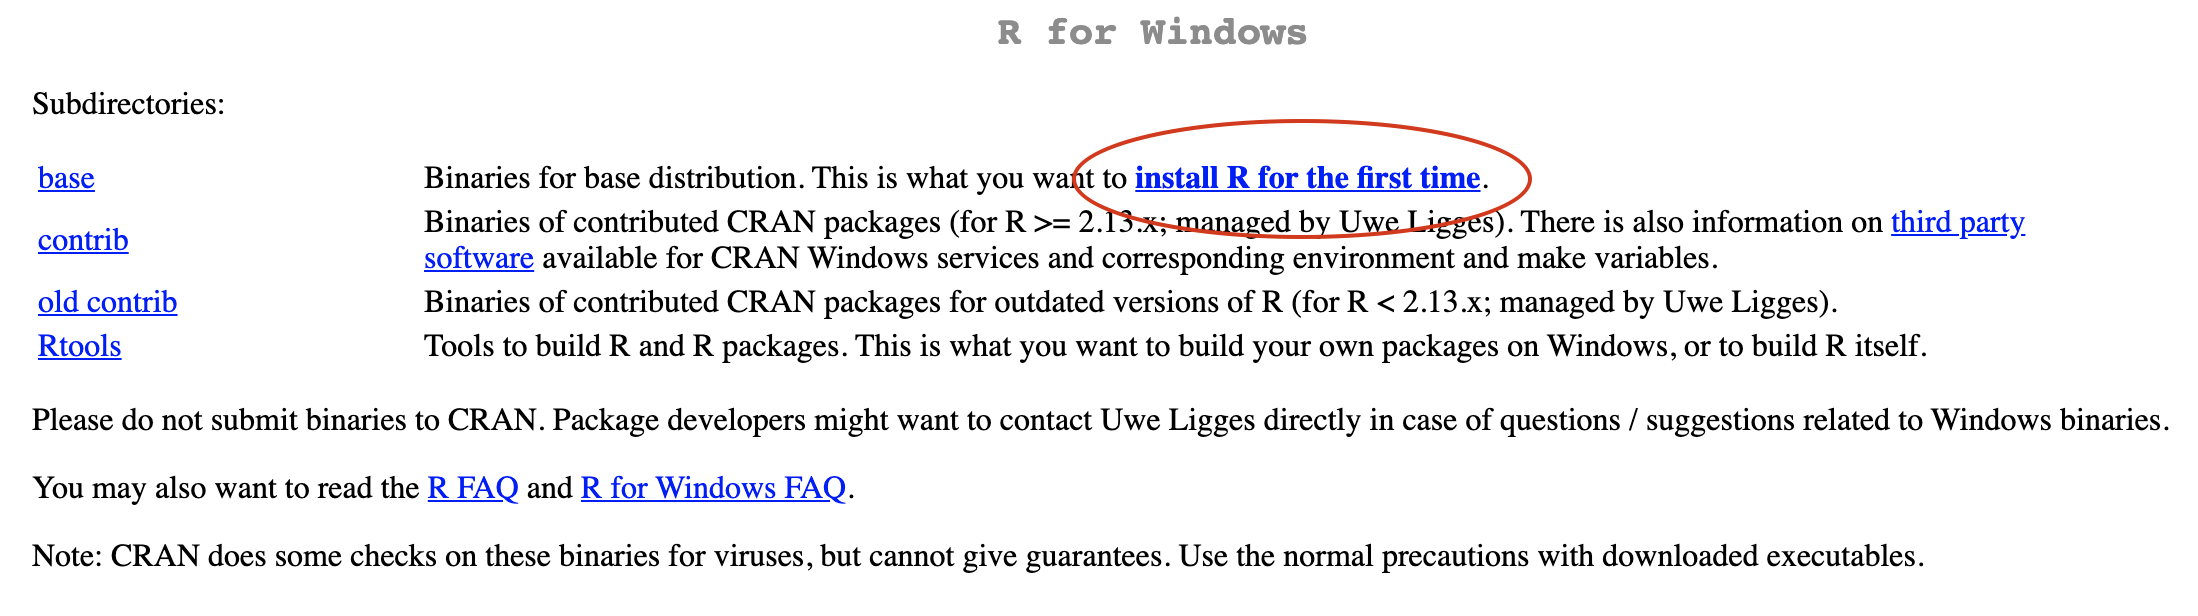 R for Windows
Subdirectories:
base Binaries for base distribution. This is what you want to install R for the first time.
contrib Binaries of contributed CRAN packages (for R >= 2.13.x; managed by Uwe Ligges). There is also information on third party
software available for CRAN Windows services and corresponding environment and make variables.
old contrib Binaries of contributed CRAN packages for outdated versions of R (for R < 2.13.x; managed by Uwe Ligges).
Rtools Tools to build R and R packages. This is what you want to build your own packages on Windows, or to build R itself.
Please do not submit binaries to CRAN. Package developers might want to contact Uwe Ligges directly in case of questions / suggestions related to Windows binaries.
You may also want to read the R FAQ and R for Windows FAQ.
Note: CRAN does some checks on these binaries for viruses, but cannot give guarantees. Use the normal precautions with downloaded executables.